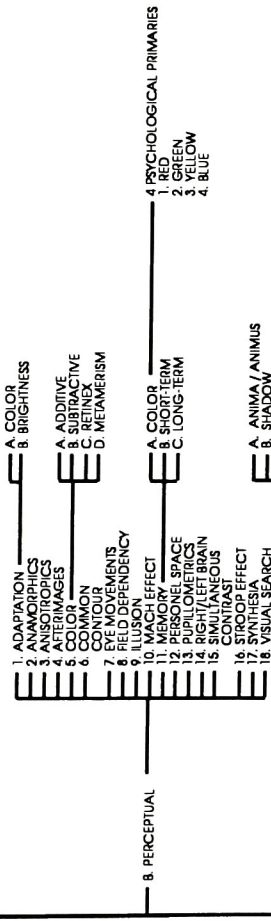 B. PERCEPTUAL
1. ADAPTATION
2. ANAMORPHICS
3. ANISOTROPICS
4. AFTERIMAGES
5. COLOR
6. COMMON
CONTOUR
7. EYE MOVEMENTS
8. FIELD DEPENDENCY
9. ILLUSION
10. MACH EFFECT
11. MEMORY
12. PERSONEL SPACE
13. PUPILLOMETRICS
14. RIGHT/LEFT BRAIN
15. SIMULTANEOUS
CONTRAST
16. STROOP EFFECT
17. SYNTHESIA
18. VISUAL SEARCH
A. COLOR
B. BRIGHTNESS
A. ADDITIVE
B. SUBTRACTIVE
C. RETINEX
D. METAMERISM
A. COLOR
B. SHORT-TERM
C. LONG-TERM
A. ANIMA / ANIMUS
B. SHADOW
4 PSYCHOLOGICAL PRIMARIES
1. RED
2. GREEN
3. YELLOW
4. BLUE